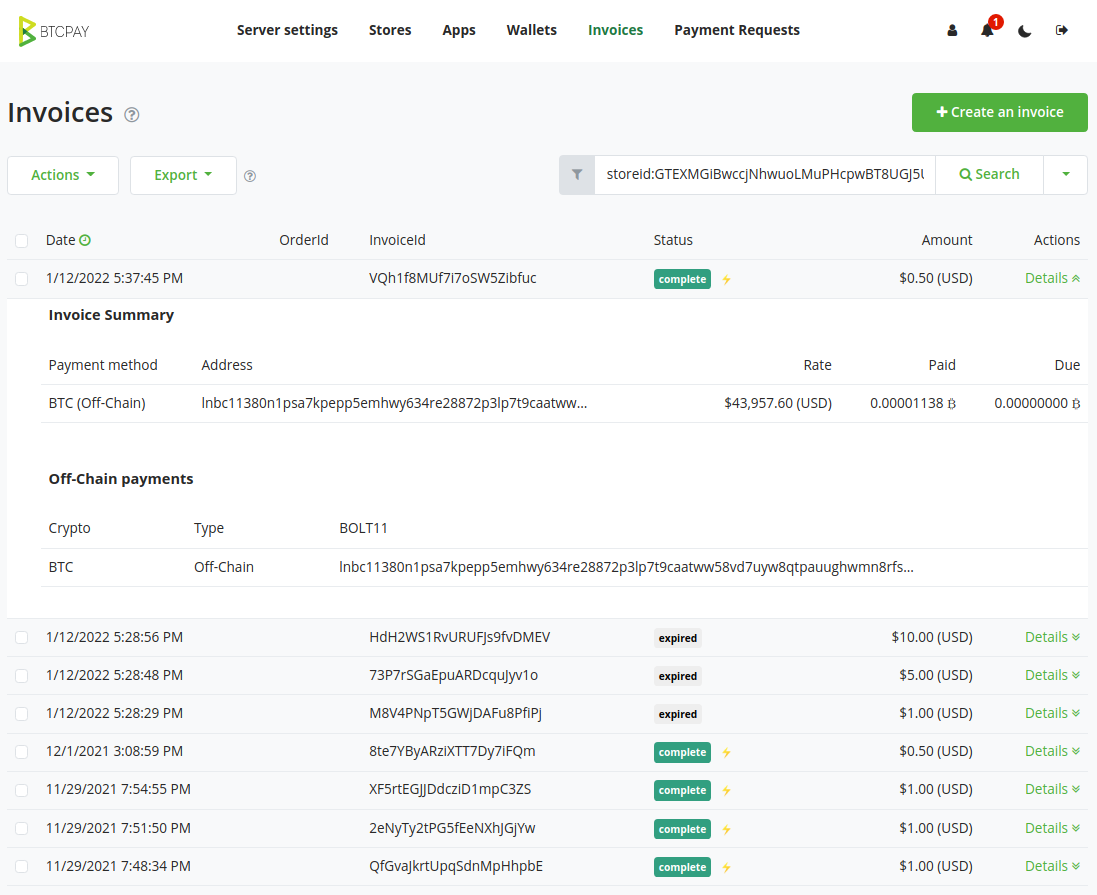 BTCPAY Server settings Stores Apps Wallets Invoices Payment Requests 1
Invoices ? Create an invoice
Actions Export ? storeid:GTEXMGiBwccjNhwuoLMuPHcpwBT8UGJ5U Search
Date OrderId InvoiceId Status Amount Actions
1/12/2022 5:37:45 PM VQh1f8MUf7i7oSW5Zibfuc complete $0.50 (USD) Details
Invoice Summary
Payment method Address Rate Paid Due
BTC (Off-Chain) lnbc11380n1psa7kpepp5emhwy634re28872p3lp7t9caatww... $43,957.60 (USD) 0.00001138 ₿ 0.00000000 ₿
Off-Chain payments
Crypto Type BOLT11
BTC Off-Chain lnbc11380n1psa7kpepp5emhwy634re28872p3lp7t9caatww58vd7uyw8qtpauughwmn8rfs...
1/12/2022 5:28:56 PM HdH2WS1RvURUFJs9fvDMEV expired $10.00 (USD) Details
1/12/2022 5:28:48 PM 73P7rSGaEpuARDcquJyv1o expired $5.00 (USD) Details
1/12/2022 5:28:29 PM M8V4PNpT5GWjDAFu8PfiPj expired $1.00 (USD) Details
12/1/2021 3:08:59 PM 8te7YByARziXTT7Dy7iFQm complete $0.50 (USD) Details
11/29/2021 7:54:55 PM XF5rtEGJJDdcziD1mpC3ZS complete $1.00 (USD) Details
11/29/2021 7:51:50 PM 2eNyTy2tPG5fEeNXhJGjYw complete $1.00 (USD) Details
11/29/2021 7:48:34 PM QfGvaJkrtUpqSdnMpHhpbE complete $1.00 (USD) Details